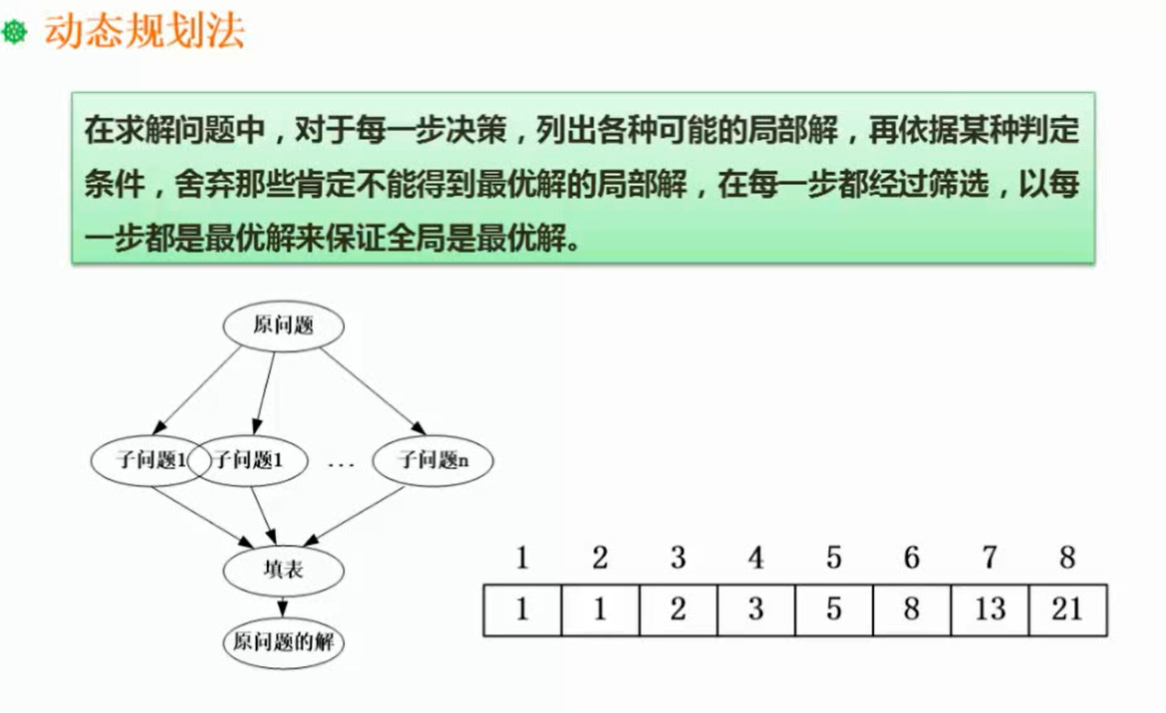 动态规划法
在求解问题中，对于每一步决策，列出各种可能的局部解，再依据某种判定
条件，舍弃那些肯定不能得到最优解的局部解，在每一步都经过筛选，以每
一步都是最优解来保证全局是最优解。
原问题
子问题1 子问题1 ... 子问题n
填表
原问题的解
1 2 3 4 5 6 7 8
1 1 2 3 5 8 13 21